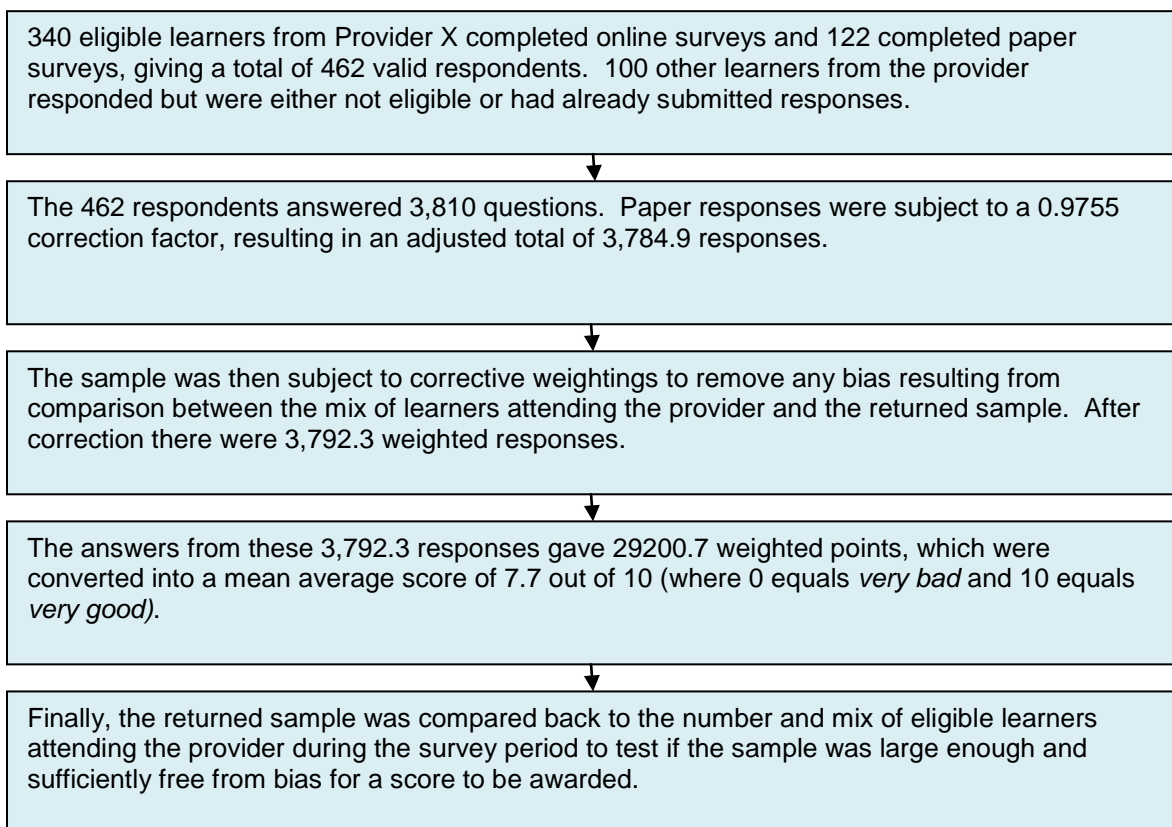 340 eligible learners from Provider X completed online surveys and 122 completed paper
surveys, giving a total of 462 valid respondents.  100 other learners from the provider
responded but were either not eligible or had already submitted responses.
The 462 respondents answered 3,810 questions.  Paper responses were subject to a 0.9755
correction factor, resulting in an adjusted total of 3,784.9 responses.
The sample was then subject to corrective weightings to remove any bias resulting from
comparison between the mix of learners attending the provider and the returned sample.  After
correction there were 3,792.3 weighted responses.
The answers from these 3,792.3 responses gave 29200.7 weighted points, which were
converted into a mean average score of 7.7 out of 10 (where 0 equals very bad and 10 equals
very good).
Finally, the returned sample was compared back to the number and mix of eligible learners
attending the provider during the survey period to test if the sample was large enough and
sufficiently free from bias for a score to be awarded.